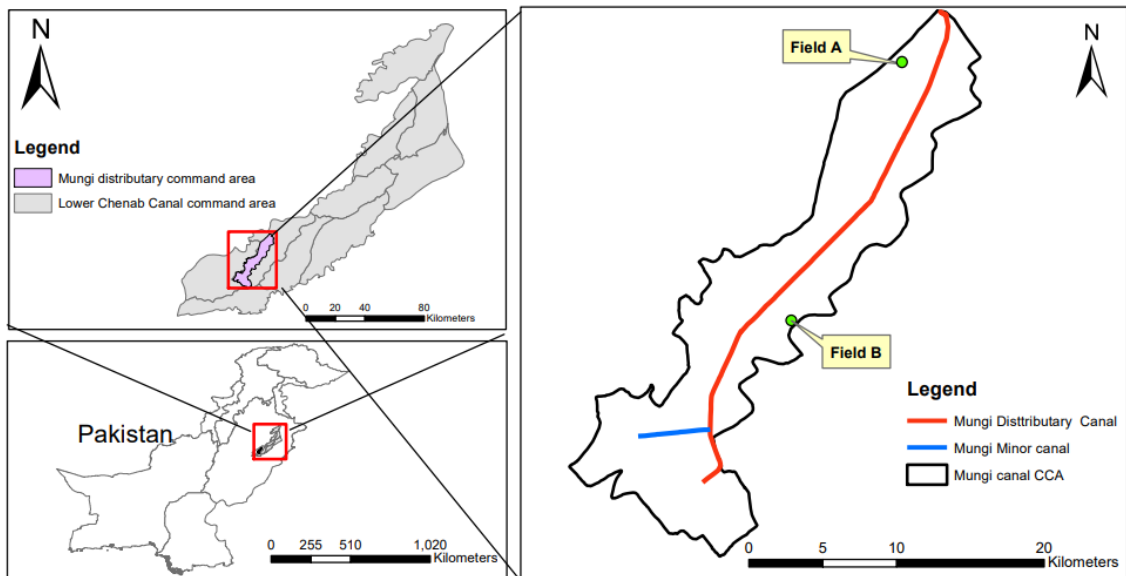 N
Legend
Mungi distributary command area
Lower Chenab Canal command area
0 20 40 80
Kilometers
Pakistan
0 255 510 1,020
Kilometers
N
Field A
Field B
Legend
Mungi Disttributary Canal
Mungi Minor canal
Mungi canal CCA
0 5 10 20
Kilometers